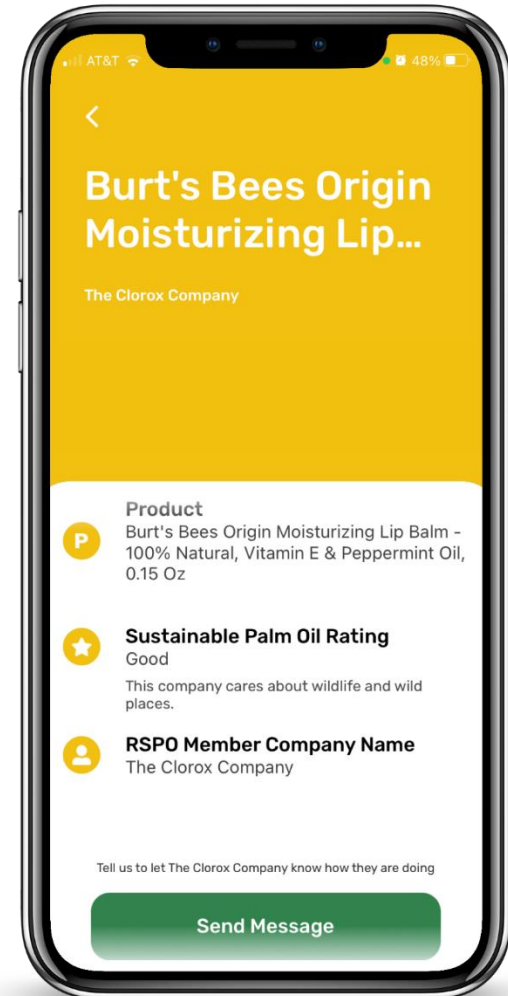 AT&T 48%
Burt's Bees Origin
Moisturizing Lip...
The Clorox Company
Product
P
Burt's Bees Origin Moisturizing Lip Balm -
100% Natural, Vitamin E & Peppermint Oil,
0.15 Oz
Sustainable Palm Oil Rating
Good
This company cares about wildlife and wild
places.
RSPO Member Company Name
The Clorox Company
Tell us to let The Clorox Company know how they are doing
Send Message